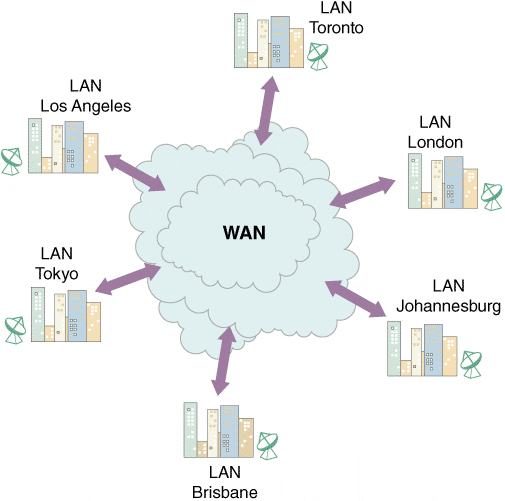 LAN
Toronto
LAN
Los Angeles
LAN
London
WAN
LAN
Tokyo
LAN
Johannesburg
LAN
Brisbane